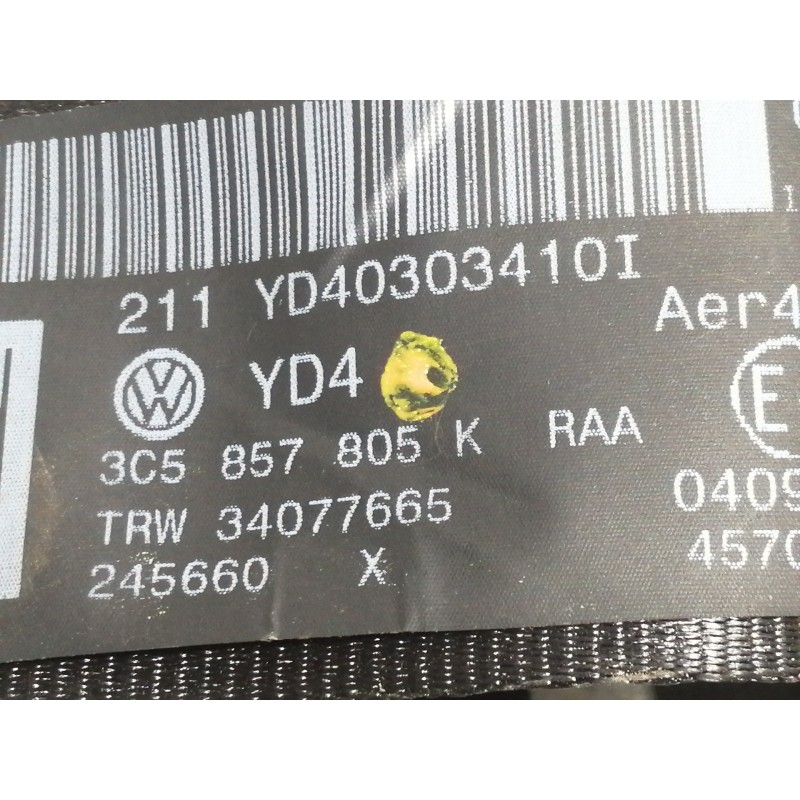 211 YD40303410I
Aer4
YD4
E
3C5 857 805 K RAA
TRW 34077665
0409
245660 X
4570